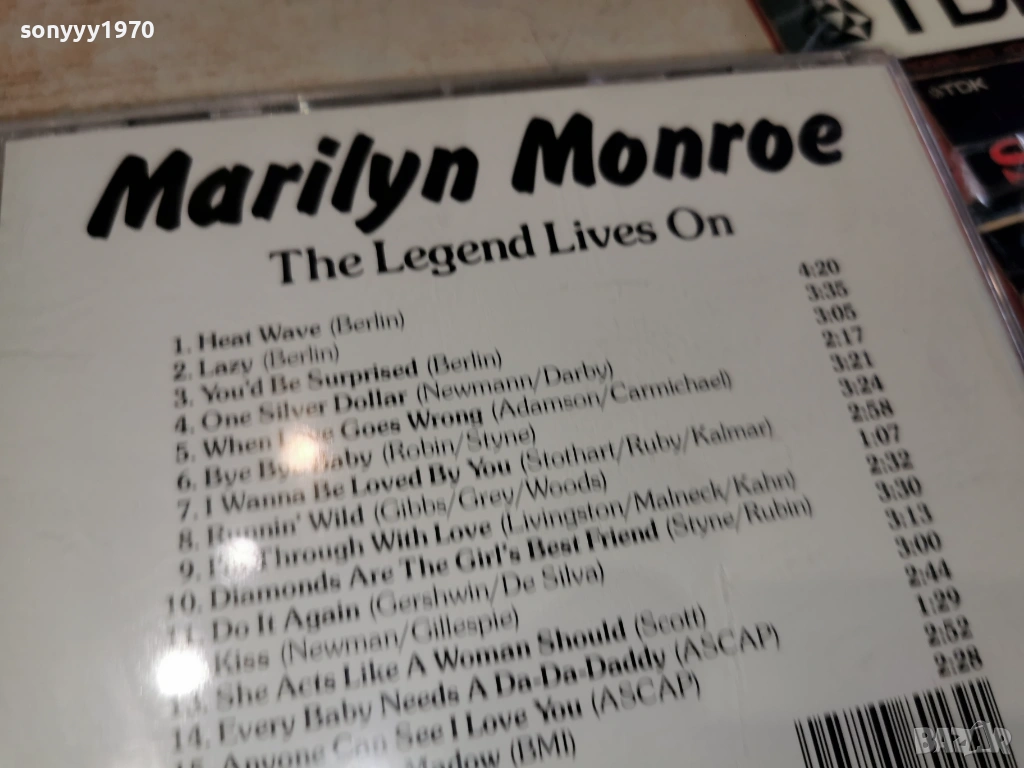 sonyyy1970
TDK
Marilyn Monroe
The Legend Lives On
1. Heat Wave (Berlin) 4:20
2. Lazy (Berlin) 3:35
3. You'd Be Surprised (Berlin) 3:05
4. One Silver Dollar (Newmann/Darby) 2:17
5. When Goes Wrong (Adamson/Carmichael) 3:21
6. Bye Baby (Robin/Styne) 3:24
7. I Wanna Be Loved By You (Stothart/Ruby/Kalmar) 2:58
8. Runnin' Wild (Gibbs/Grey/Woods) 1:07
9. Through With Love (Livingston/Malneck/Kahn) 2:32
10. Diamonds Are The Girl's Best Friend (Styne/Rubin) 3:30
11. Do It Again (Gershwin/De Silva) 3:13
Kiss (Newman/Gillespie) 3:00
13. She Acts Like A Woman Should (Scott) 2:44
14. Every Baby Needs A Da-Da-Daddy (ASCAP) 1:29
15. Anyone Can See I Love You (ASCAP) 2:52
(BMI) 2:28
BAZAR